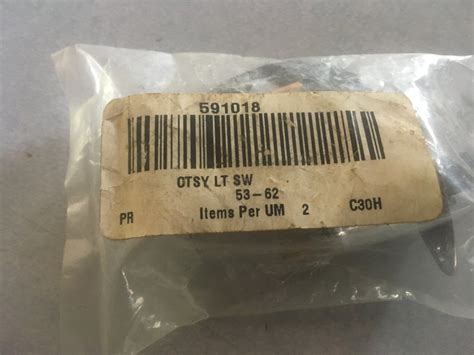 591018
OTSY LT SW
53-62
PR Items Per UM 2 C30H